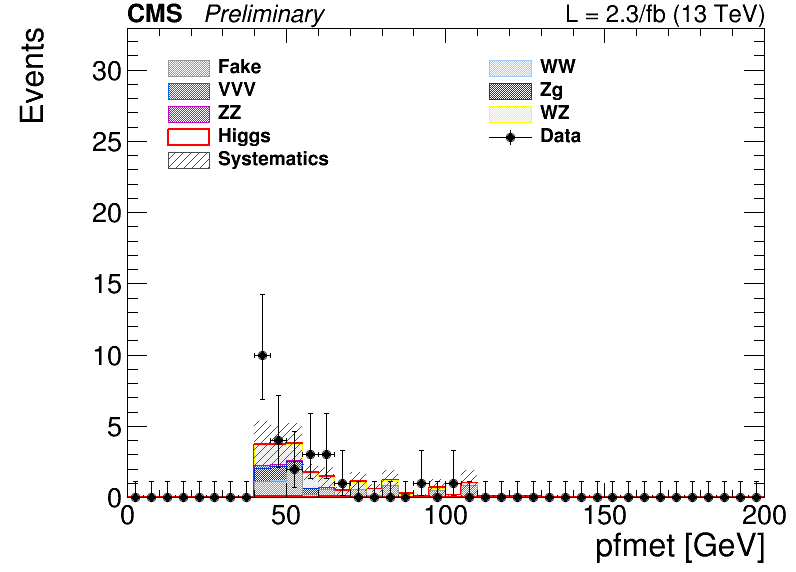 CMS Preliminary L = 2.3/fb (13 TeV)
Events
30
25
20
15
10
5
0
Fake
VVV
ZZ
Higgs
Systematics
WW
Zg
WZ
Data
0 50 100 150 200
pfmet [GeV]